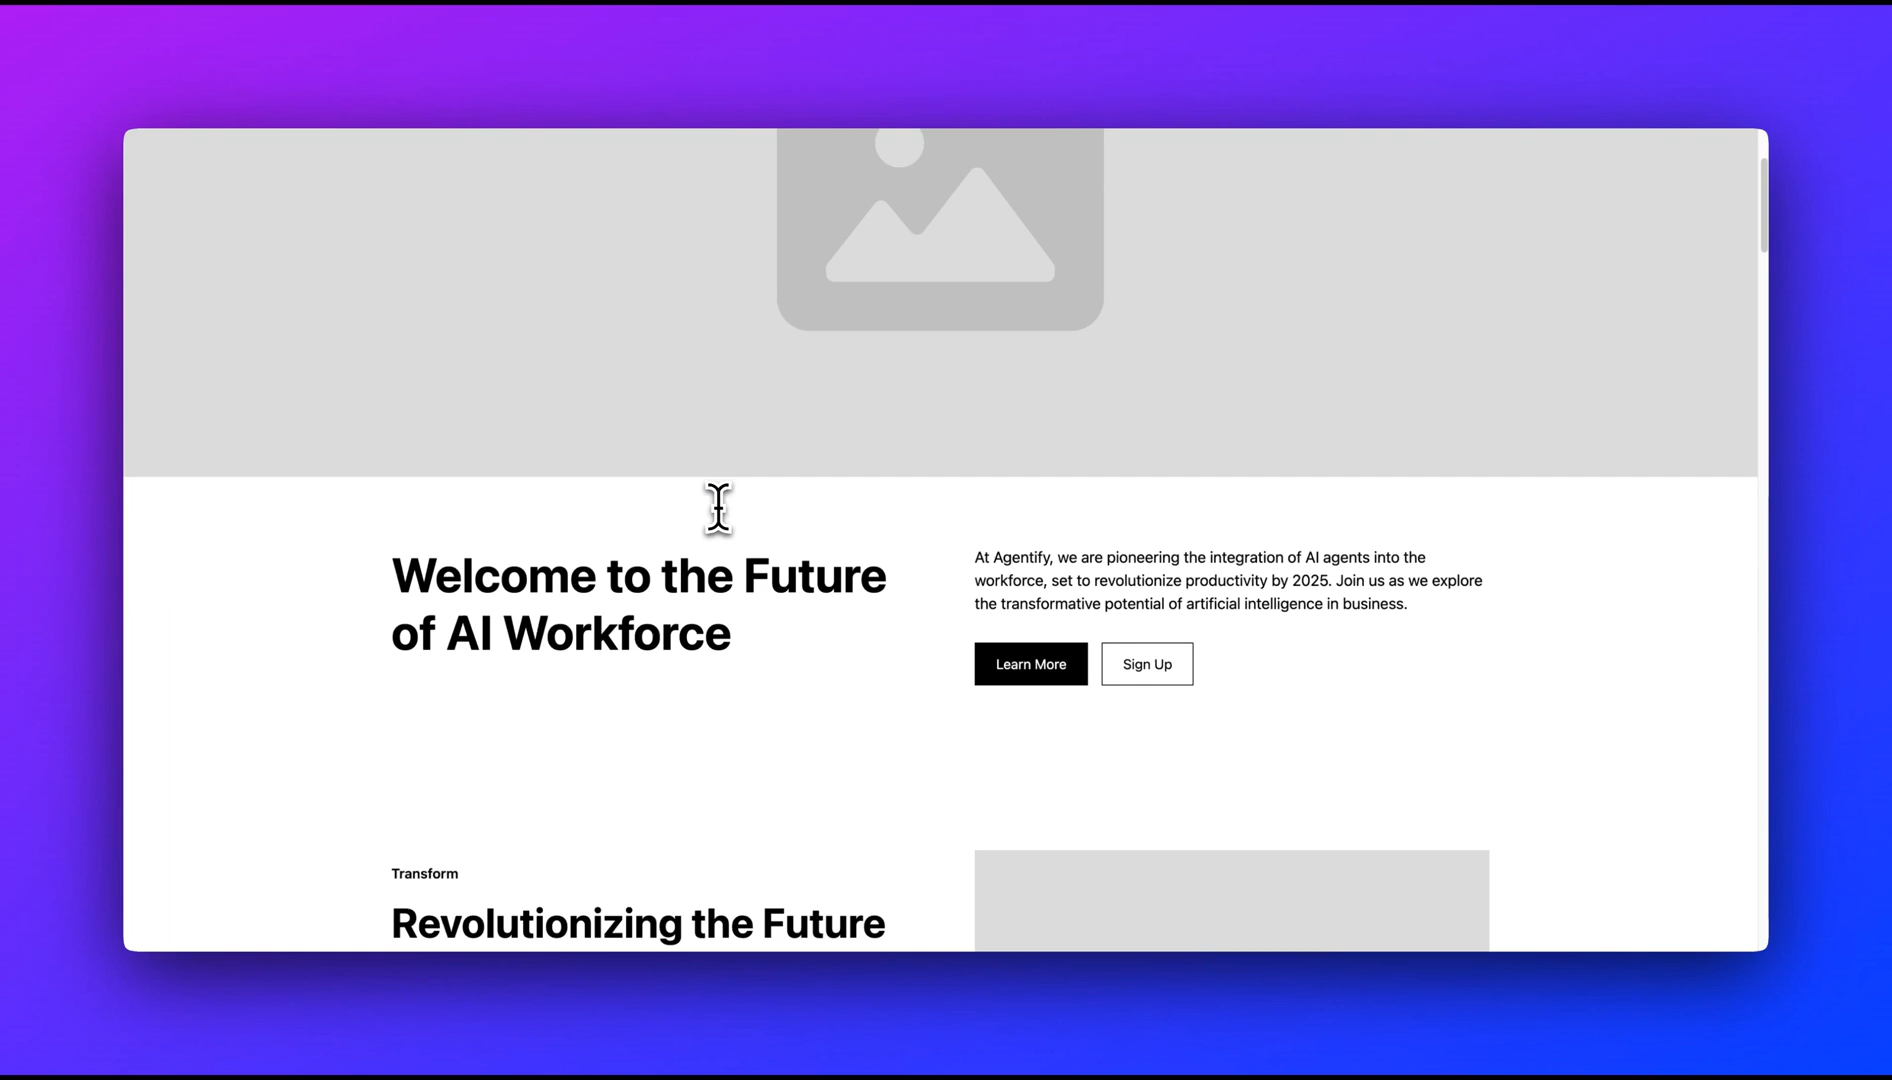 Welcome to the Future
of AI Workforce
At Agentify, we are pioneering the integration of AI agents into the
workforce, set to revolutionize productivity by 2025. Join us as we explore
the transformative potential of artificial intelligence in business.
Learn More
Sign Up
Transform
Revolutionizing the Future